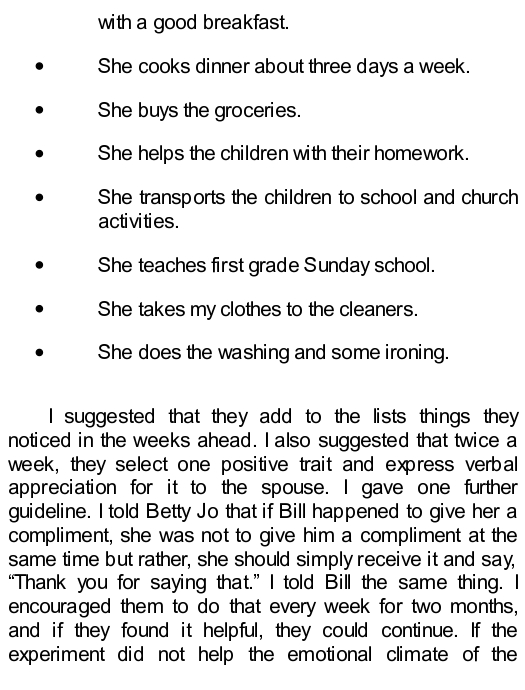 with a good breakfast.
• She cooks dinner about three days a week.
• She buys the groceries.
• She helps the children with their homework.
• She transports the children to school and church
activities.
• She teaches first grade Sunday school.
• She takes my clothes to the cleaners.
• She does the washing and some ironing.
I suggested that they add to the lists things they
noticed in the weeks ahead. I also suggested that twice a
week, they select one positive trait and express verbal
appreciation for it to the spouse. I gave one further
guideline. I told Betty Jo that if Bill happened to give her a
compliment, she was not to give him a compliment at the
same time but rather, she should simply receive it and say,
“Thank you for saying that.” I told Bill the same thing. I
encouraged them to do that every week for two months,
and if they found it helpful, they could continue. If the
experiment did not help the emotional climate of the